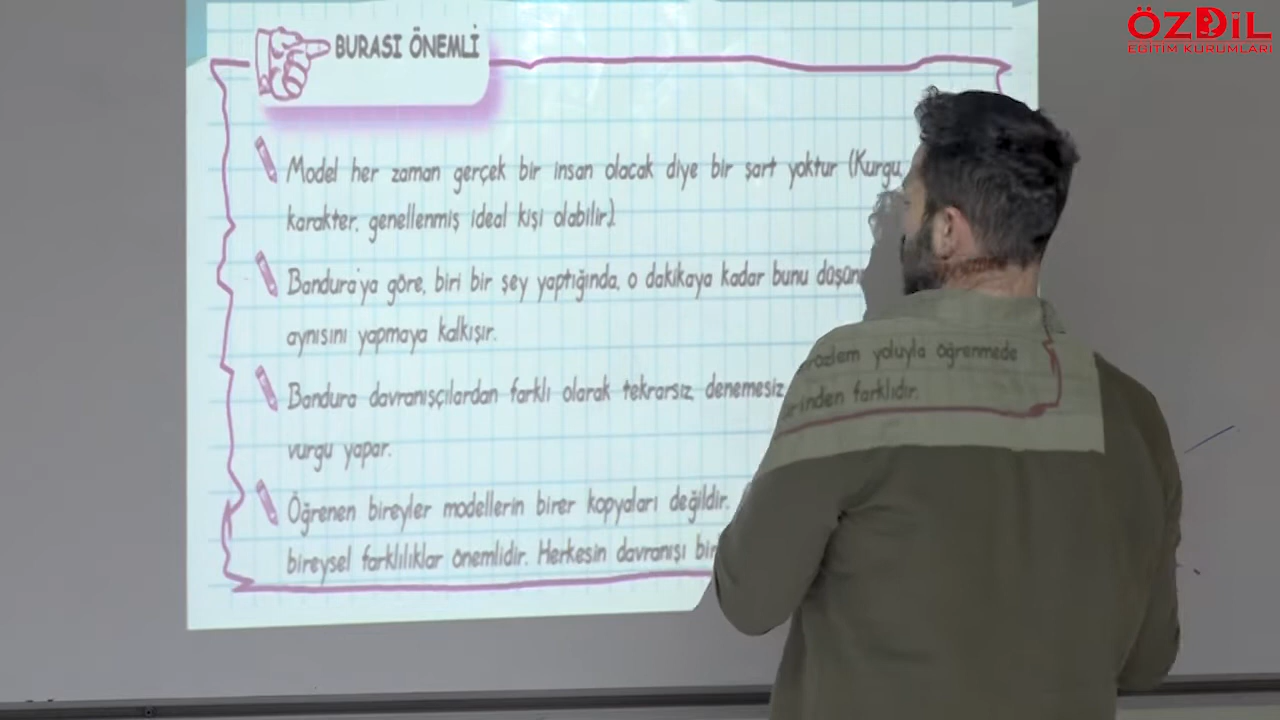 BURASI ÖNEMLİ
ÖZDİL
EĞİTİM KURUMLARI
Model her zaman gerçek bir insan olacak diye bir şart yoktur (Kurgu,
karakter, genellenmiş ideal kişi olabilir).
Bandura'ya göre, biri bir şey yaptığında, o dakikaya kadar bunu
aynısını yapmaya kalkışır.
Bandura davranışçılardan farklı olarak tekrarsız, denemesiz
yoluyla öğrenmede
vurgu yapar.
farklıdır.
Öğrenen bireyler modellerin birer kopyaları değildir.
bireysel farklılıklar önemlidir. Herkesin davranışı